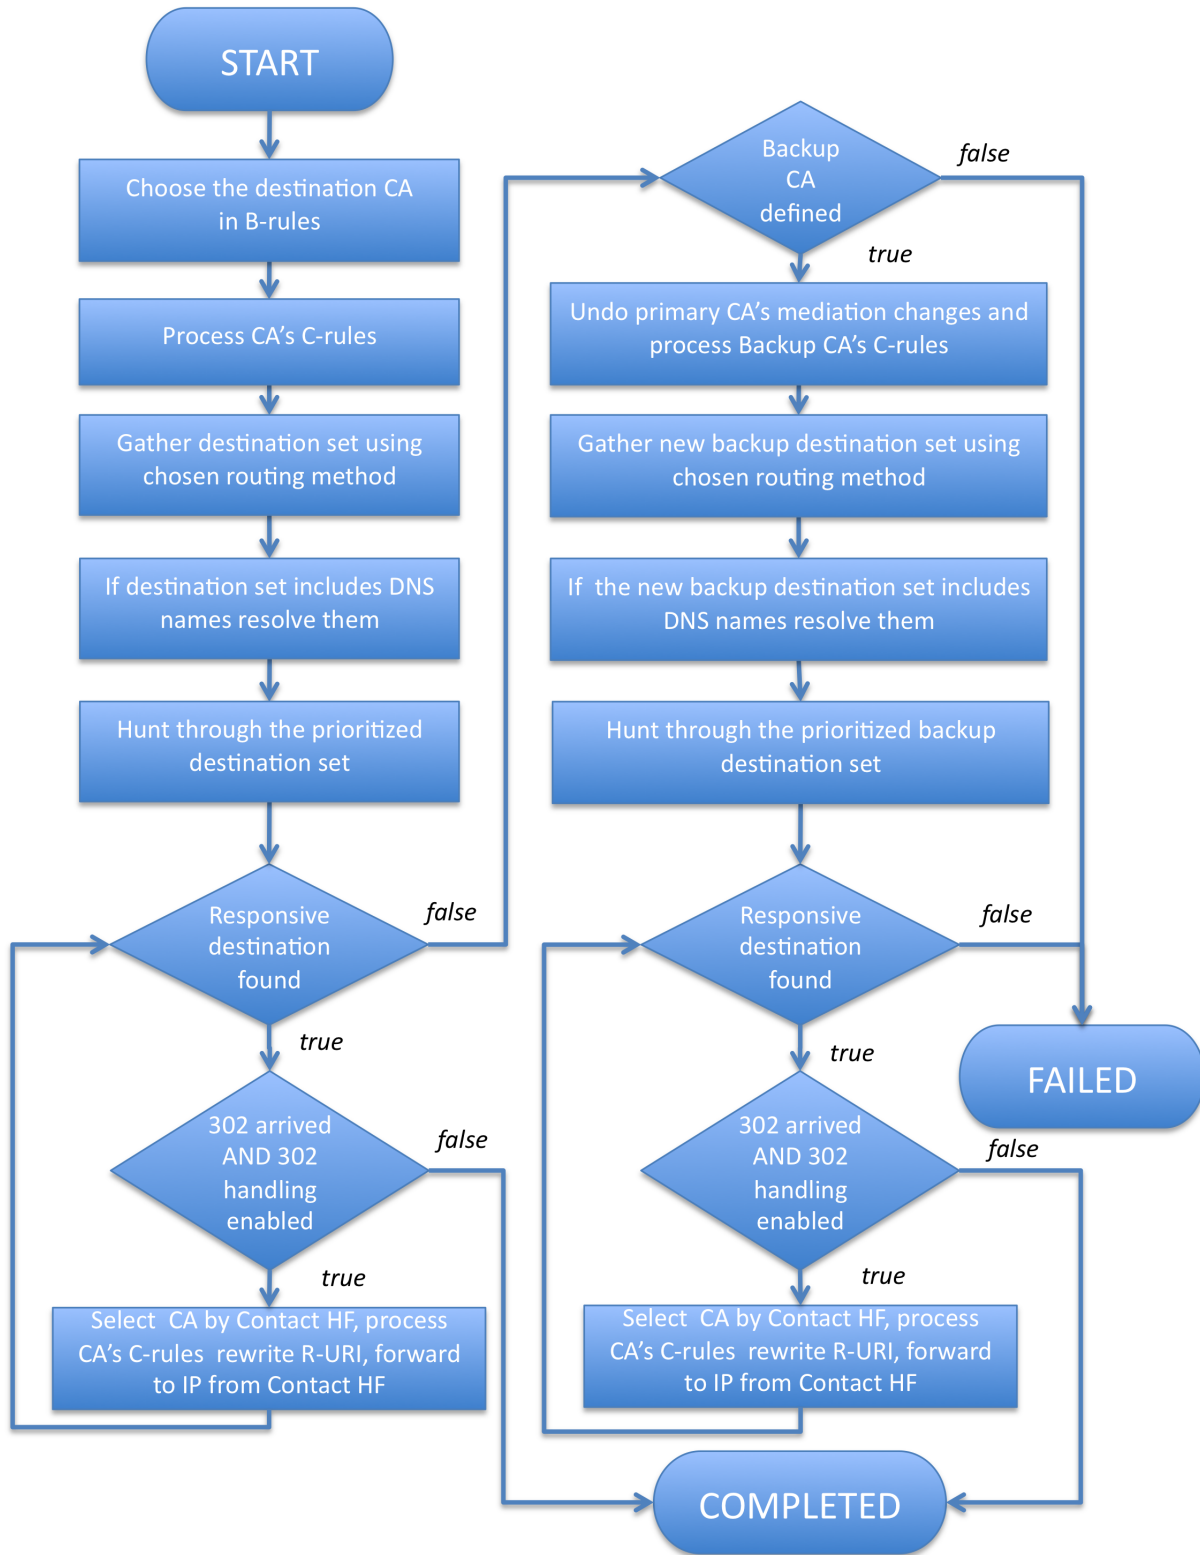 START
Choose the destination CA
in B-rules
Process CA's C-rules
Gather destination set using
chosen routing method
If destination set includes DNS
names resolve them
Hunt through the prioritized
destination set
Responsive
destination
found
false
true
302 arrived
AND 302
handling
enabled
false
true
Select CA by Contact HF, process
CA's C-rules rewrite R-URI, forward
to IP from Contact HF
Backup
CA
defined
false
true
Undo primary CA's mediation changes and
process Backup CA's C-rules
Gather new backup destination set using
chosen routing method
If the new backup destination set includes
DNS names resolve them
Hunt through the prioritized backup
destination set
Responsive
destination
found
false
true
FAILED
302 arrived
AND 302
handling
enabled
false
true
Select CA by Contact HF, process
CA's C-rules rewrite R-URI, forward
to IP from Contact HF
COMPLETED